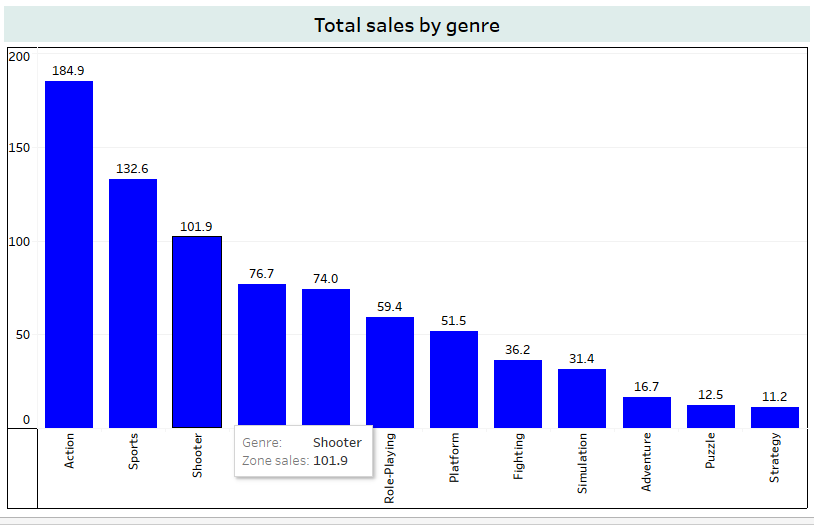 Total sales by genre
200
184.9
150
132.6
101.9
100
76.7
74.0
59.4
51.5
50
36.2
31.4
16.7
12.5
11.2
0
Action
Sports
Shooter
Genre: Shooter
Zone sales: 101.9
Role-Playing
Platform
Fighting
Simulation
Adventure
Puzzle
Strategy